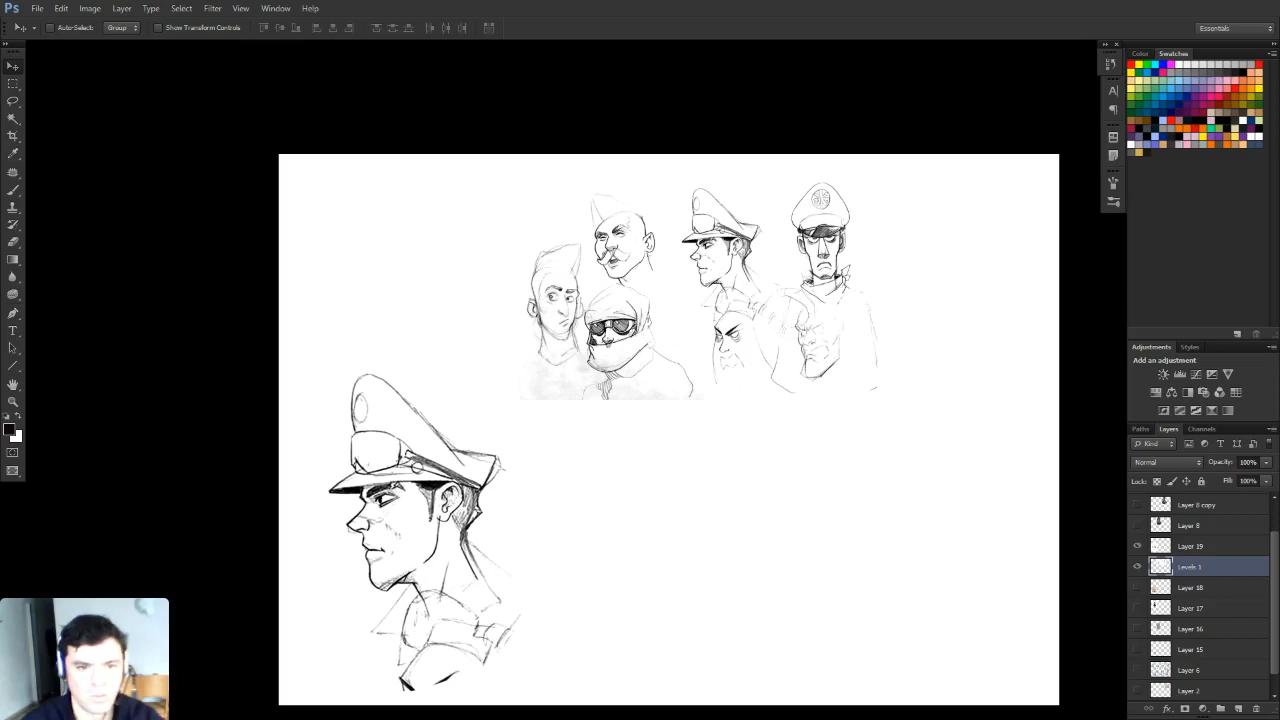 Ps File Edit Image Layer Type Select Filter View Window Help
Auto-Select: Group Show Transform Controls Essentials
Color Swatches
Adjustments Styles
Add an adjustment
Paths Layers Channels
Kind
Normal Opacity: 100%
Lock: Fill: 100%
Layer 8 copy
Layer 8
Layer 19
Levels 1
Layer 18
Layer 17
Layer 16
Layer 15
Layer 6
Layer 2